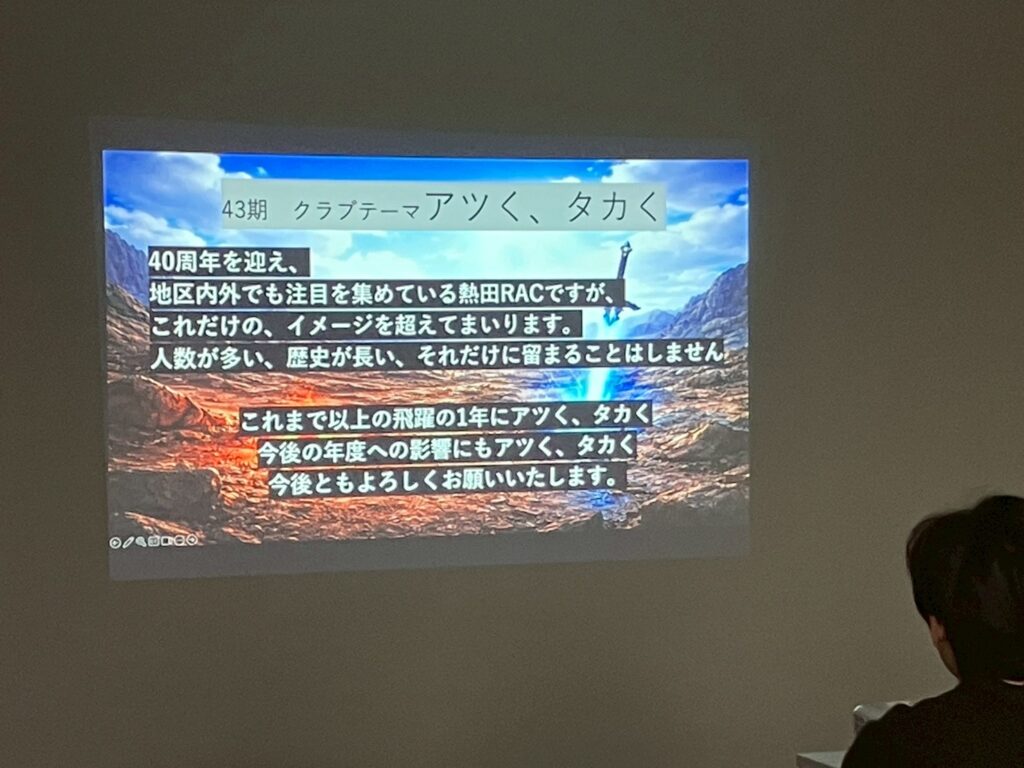 43期　クラブテーマアツく、タカく
40周年を迎え、
地区内外でも注目を集めている熱田RACですが、
これだけの、イメージを超えてまいります。
人数が多い、歴史が長い、それだけに留まることはしません
これまで以上の飛躍の1年にアツく、タカく
今後の年度への影響にもアツく、タカく
今後ともよろしくお願いいたします。